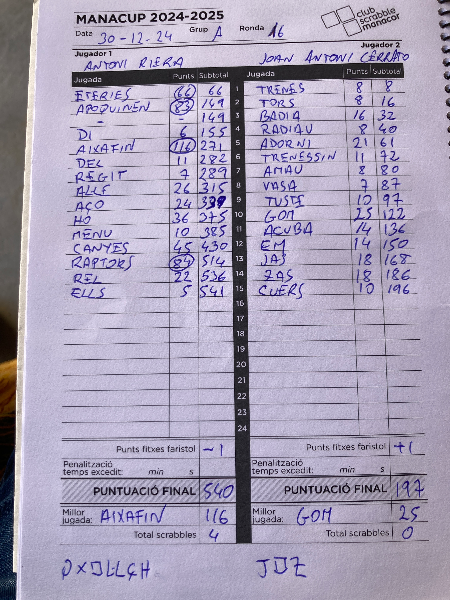 MANACUP 2024-2025
club scrabble manacor
Data 30-12-24 Grup A Ronda 16
Jugador 1 Jugador 2
ANTONI RIERA JOAN ANTONI CERRATO
Jugada Punts Subtotal Jugada Punts Subtotal
ETERIES 66 66 1 TRENES 8 8
APOQUINEN 83 149 2 TORS 8 16
- 149 3 BADIA 16 32
DI 6 155 4 RADIAU 8 40
AIXAFIN 116 271 5 ADORNI 21 61
DEL 11 282 6 TRENESSIN 11 72
REGIT 7 289 7 AMAU 8 80
ALLE 26 315 8 VASA 7 87
AÇO 24 339 9 TUSTE 10 97
HO 36 375 10 GOM 25 122
MENU 10 385 11 ACUBA 14 136
CANYES 45 430 12 EM 14 150
RAPTORS 84 514 13 JAS 18 168
REL 22 536 14 ZAS 18 186
ELLS 5 541 15 CUERS 10 196
16
17
18
19
20
21
22
23
24
Punts fitxes faristol -1 Punts fitxes faristol +1
Penalització temps excedit: min s Penalització temps excedit: min s
PUNTUACIÓ FINAL 540 PUNTUACIÓ FINAL 197
Millor jugada: AIXAFIN 116 Millor jugada: GOM 25
Total scrabbles 4 Total scrabbles 0